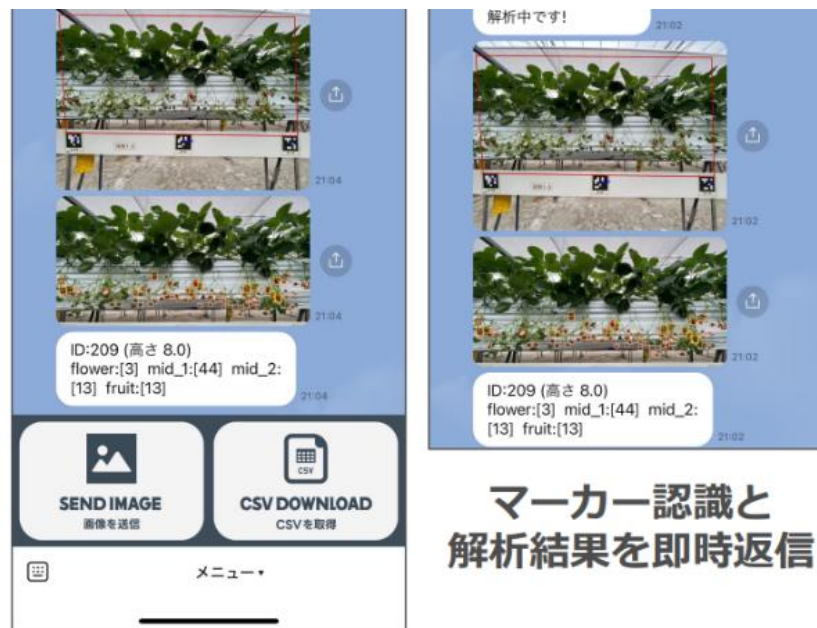 21:04
21:04
ID:209 (高さ 8.0)
flower:[3] mid_1:[44] mid_2:
[13] fruit:[13]
21:04
SEND IMAGE
画像を送信
CSV
CSV DOWNLOAD
CSVを取得
メニュー▾
解析中です!
21:02
21:02
21:02
ID:209 (高さ 8.0)
flower:[3] mid_1:[44] mid_2:
[13] fruit:[13]
21:02
マーカー認識と
解析結果を即時返信